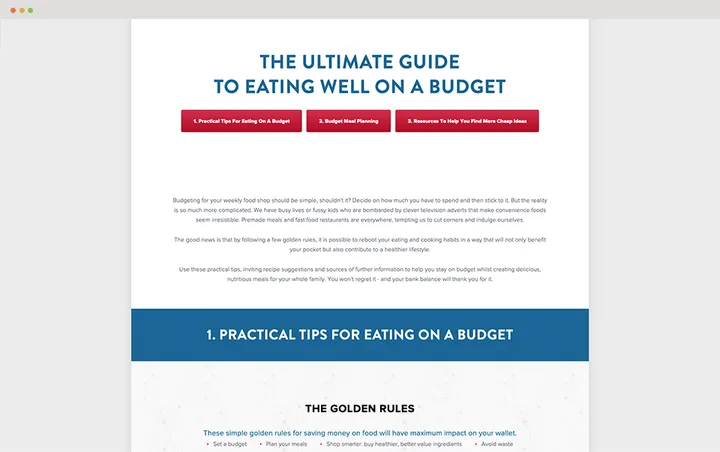 THE ULTIMATE GUIDE
TO EATING WELL ON A BUDGET
1. Practical Tips For Eating On A Budget
2. Budget Meal Planning
3. Resources To Help You Find More Cheap Ideas
Budgeting for your weekly food shop should be simple, shouldn't it? Decide on how much you have to spend and then stick to it. But the reality
is so much more complicated. We have busy lives or fussy kids who are bombarded by clever television adverts that make convenience foods
seem irresistible. Premade meals and fast food restaurants are everywhere, tempting us to cut corners and indulge ourselves.
The good news is that by following a few golden rules, it is possible to reboot your eating and cooking habits in a way that will not only benefit
your pocket but also contribute to a healthier lifestyle.
Use these practical tips, inviting recipe suggestions and sources of further information to help you stay on budget whilst creating delicious,
nutritious meals for your whole family. You won't regret it - and your bank balance will thank you for it.
1. PRACTICAL TIPS FOR EATING ON A BUDGET
THE GOLDEN RULES
These simple golden rules for saving money on food will have maximum impact on your wallet.
• Set a budget • Plan your meals • Shop smarter: buy healthier, better value ingredients • Avoid waste